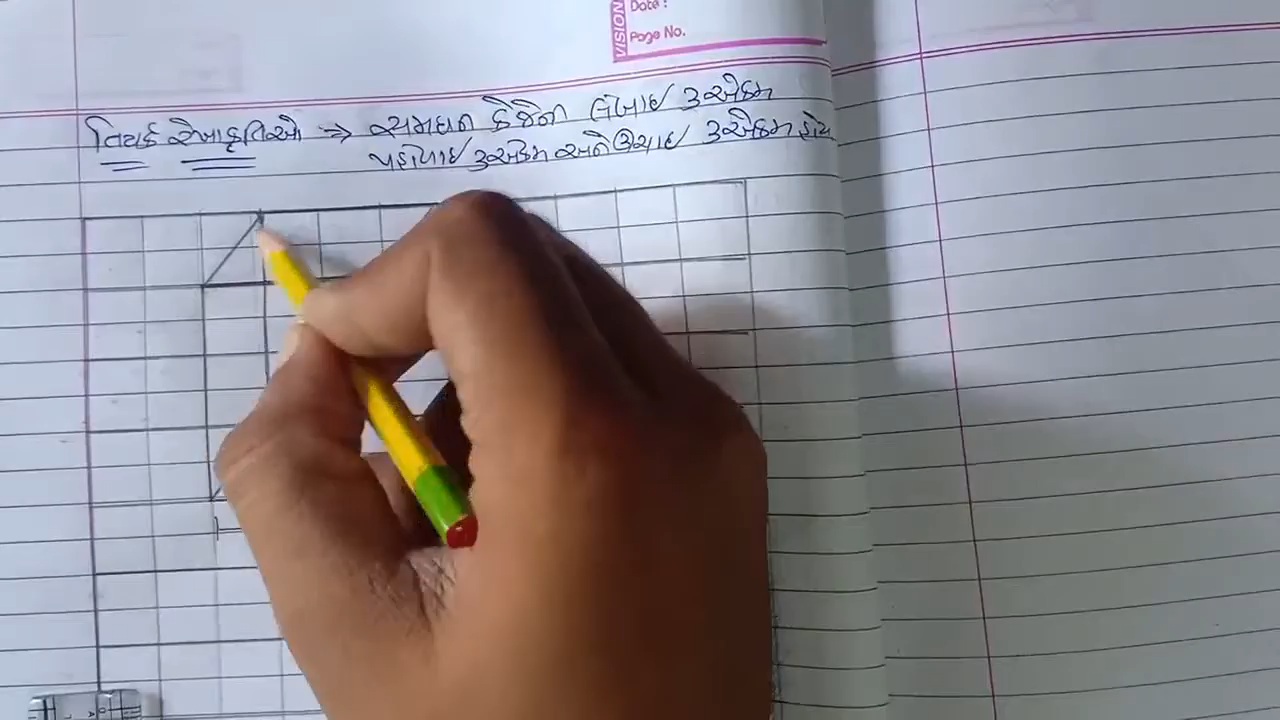 VISION Date :
Page No.
તિર્યક રેખાકૃતિઓ → સમઘન કે જેની લંબાઇ 3 એકમ
પહોળાઇ 3 એકમ અને ઊંચાઇ 3 એકમ હોય